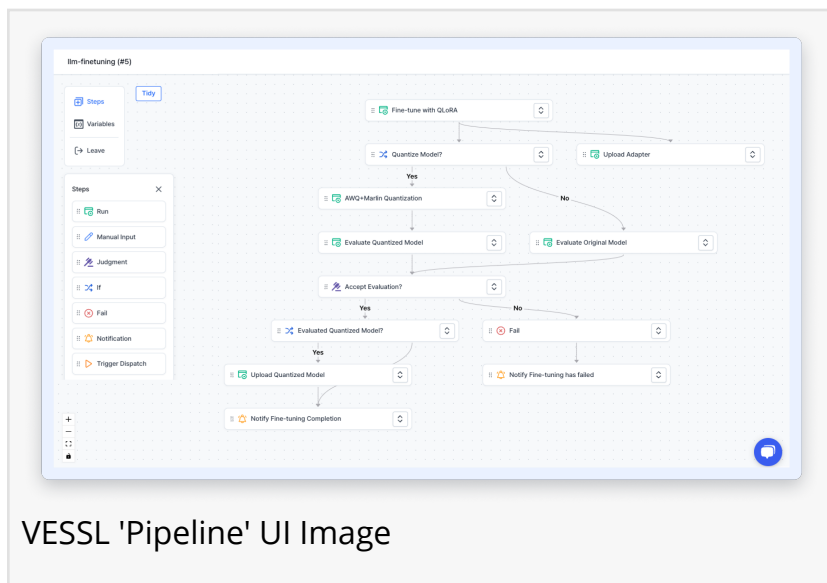 llm-finetuning (#5)
Steps
Variables
Leave
Tidy
Steps
Run
Manual Input
Judgment
If
Fail
Notification
Trigger Dispatch
Fine-tune with QLoRA
Quantize Model?
Upload Adapter
Yes
No
AWQ+Marlin Quantization
Evaluate Quantized Model
Evaluate Original Model
Accept Evaluation?
Yes
No
Evaluated Quantized Model?
Fail
Yes
Upload Quantized Model
Notify Fine-tuning has failed
Notify Fine-tuning Completion
VESSL 'Pipeline' UI Image